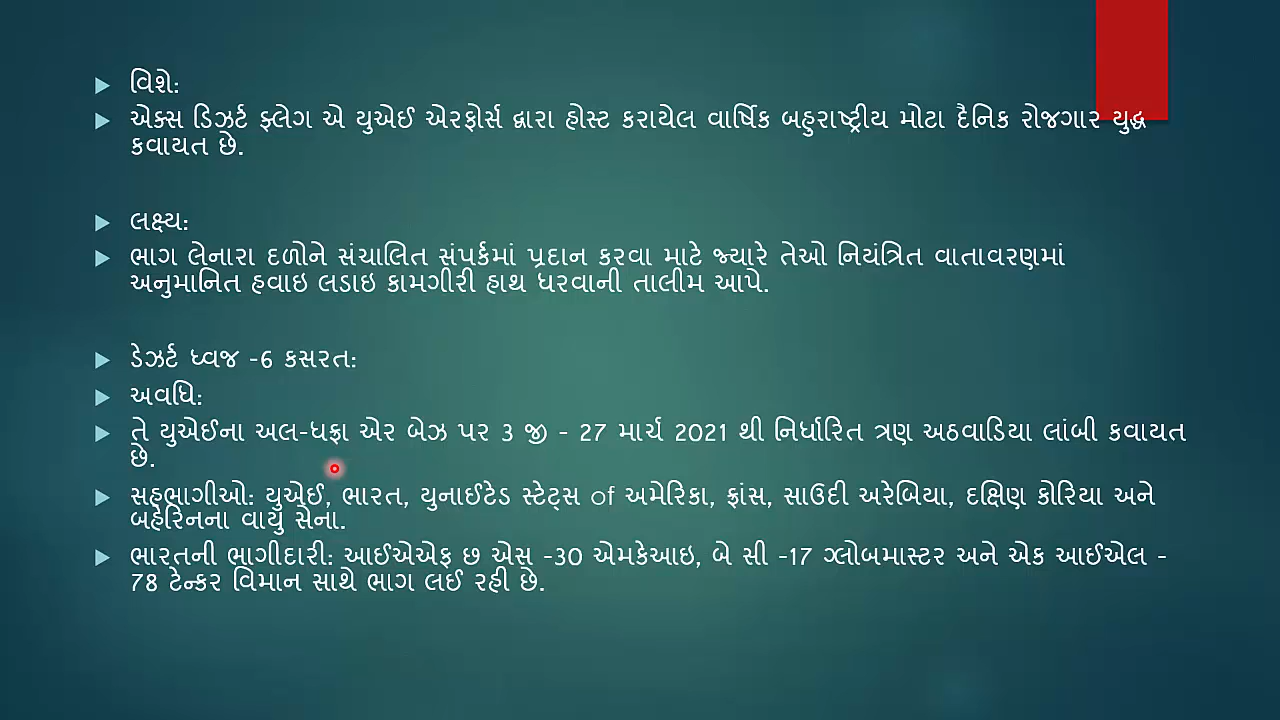 વિશે:
એક્સ ડિઝર્ટ ફ્લેગ એ યુએઈ એરફોર્સ દ્વારા હોસ્ટ કરાયેલ વાર્ષિક બહુરાષ્ટ્રીય મોટા દૈનિક રોજગાર યુદ્ધ
કવાયત છે.
લક્ષ્ય:
ભાગ લેનારા દળોને સંચાલિત સંપર્કમાં પ્રદાન કરવા માટે જ્યારે તેઓ નિયંત્રિત વાતાવરણમાં
અનુમાનિત હવાઇ લડાઇ કામગીરી હાથ ધરવાની તાલીમ આપે.
ડેઝર્ટ ધ્વજ -6 કસરત:
અવધિ:
તે યુએઈના અલ-ધફ્રા એર બેઝ પર 3 જી - 27 માર્ચ 2021 થી નિર્ધારિત ત્રણ અઠવાડિયા લાંબી કવાયત
છે.
સહભાગીઓ: યુએઈ, ભારત, યુનાઈટેડ સ્ટેટ્સ of અમેરિકા, ફ્રાંસ, સાઉદી અરેબિયા, દક્ષિણ કોરિયા અને
બહેરિનના વાયુ સેના.
ભારતની ભાગીદારી: આઈએએફ છ એસ -30 એમકેઆઇ, બે સી -17 ગ્લોબમાસ્ટર અને એક આઈએલ -
78 ટેન્કર વિમાન સાથે ભાગ લઈ રહી છે.